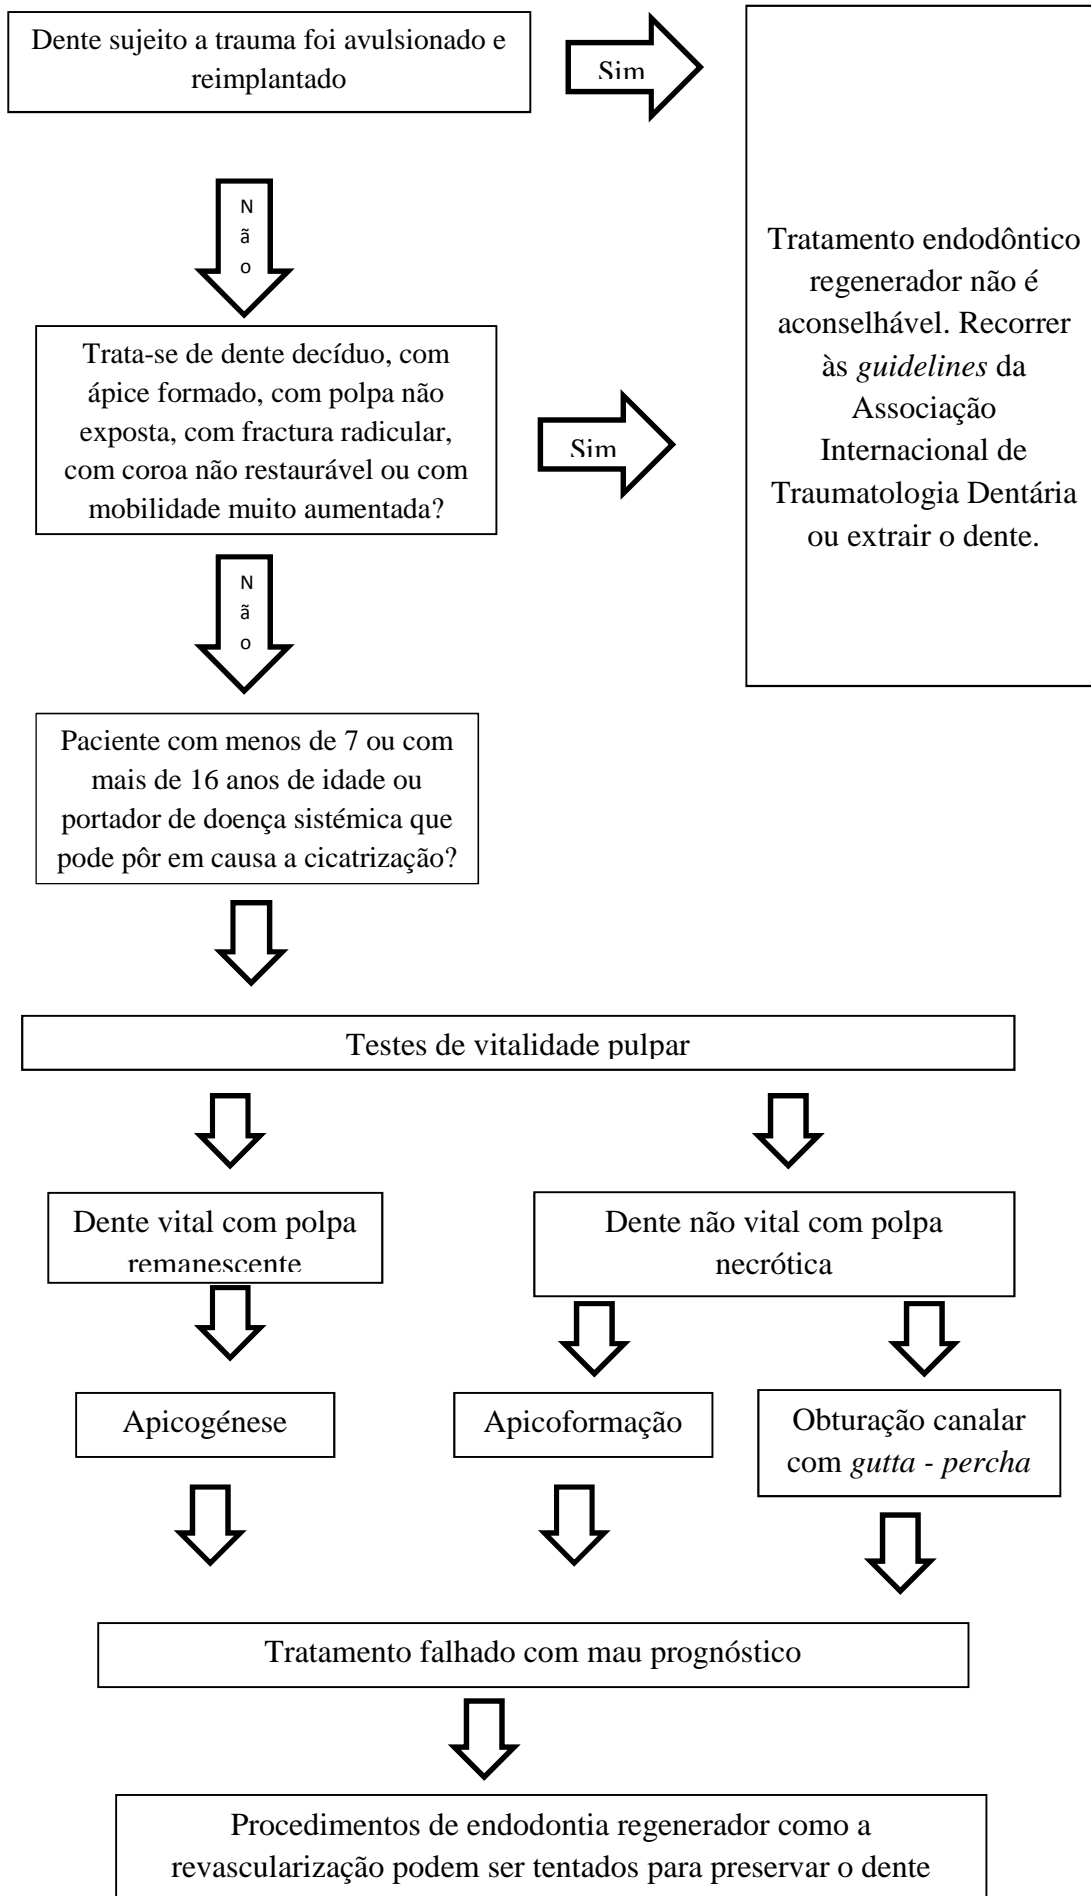 Dente sujeito a trauma foi avulsionado e
reimplantado
Sim
Não
Tratamento endodôntico
regenerador não é
aconselhável. Recorrer
às guidelines da
Associação
Internacional de
Traumatologia Dentária
ou extrair o dente.
Trata-se de dente decíduo, com
ápice formado, com polpa não
exposta, com fractura radicular,
com coroa não restaurável ou com
mobilidade muito aumentada?
Sim
Não
Paciente com menos de 7 ou com
mais de 16 anos de idade ou
portador de doença sistémica que
pode pôr em causa a cicatrização?
Testes de vitalidade pulpar
Dente vital com polpa
remanescente
Dente não vital com polpa
necrótica
Apicogénese
Apicoformação
Obturação canalar
com gutta - percha
Tratamento falhado com mau prognóstico
Procedimentos de endodontia regenerador como a
revascularização podem ser tentados para preservar o dente